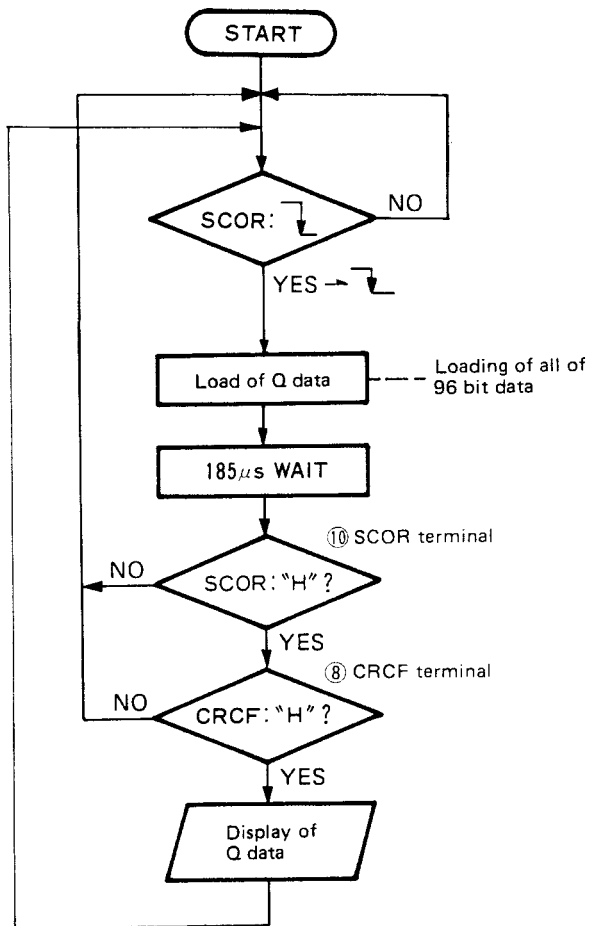 START
SCOR:
NO
YES →
Load of Q data
Loading of all of
96 bit data
185μs WAIT
⑩ SCOR terminal
NO
SCOR: "H" ?
YES
⑧ CRCF terminal
NO
CRCF: "H" ?
YES
Display of
Q data